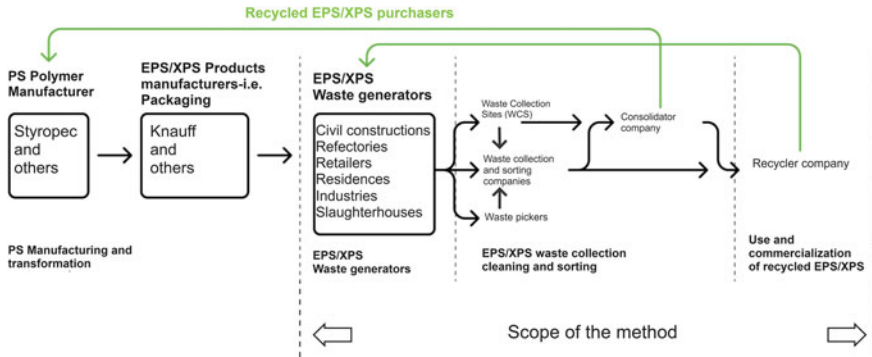 Recycled EPS/XPS purchasers
PS Polymer
Manufacturer
EPS/XPS Products
manufacturers-i.e.
Packaging
EPS/XPS
Waste generators
Styropec
and
others
Knauff
and
others
Civil constructions
Refectories
Retailers
Residences
Industries
Slaughterhouses
Waste Collection
Sites (WCS)
Waste collection
and sorting
companies
Waste pickers
Consolidator
company
Recycler company
PS Manufacturing and
transformation
EPS/XPS
Waste generators
EPS/XPS waste collection
cleaning and sorting
Use and
commercialization
of recycled EPS/XPS
Scope of the method